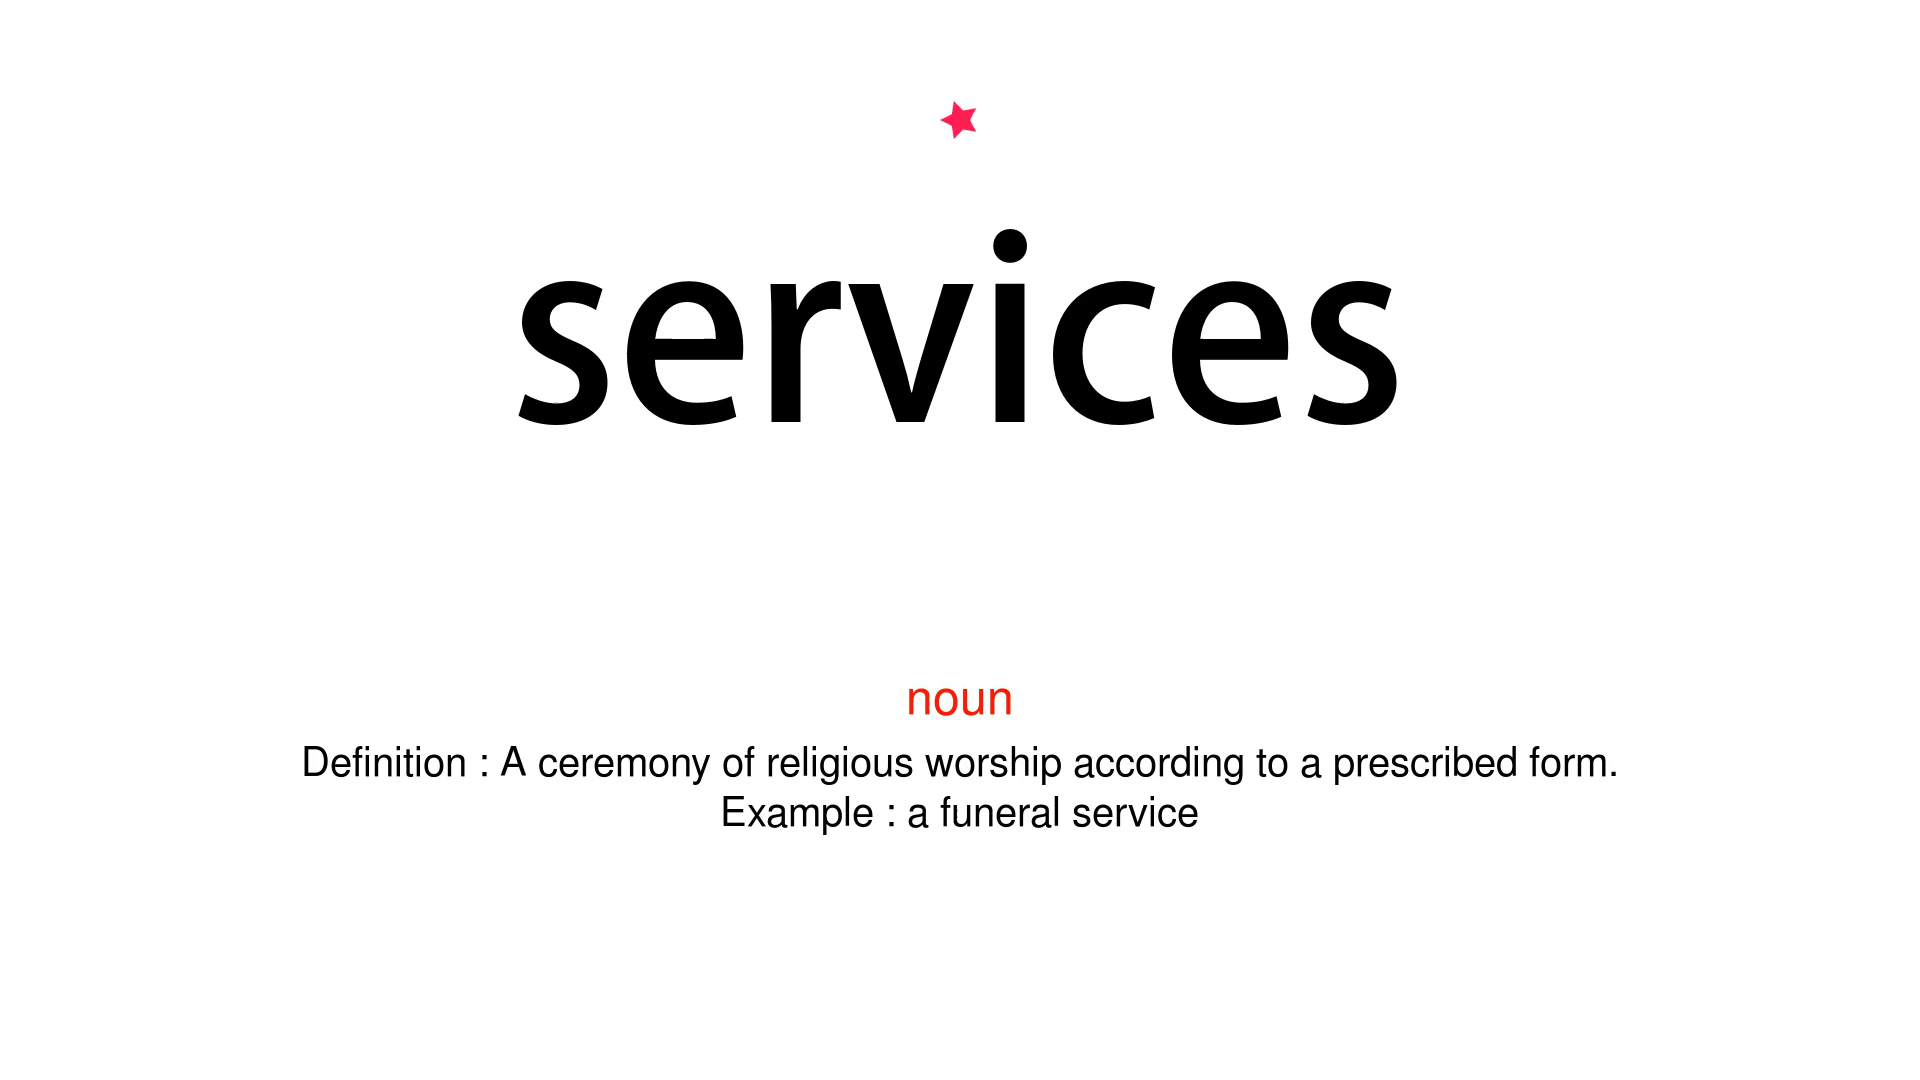 services
noun
Definition : A ceremony of religious worship according to a prescribed form.
Example : a funeral service